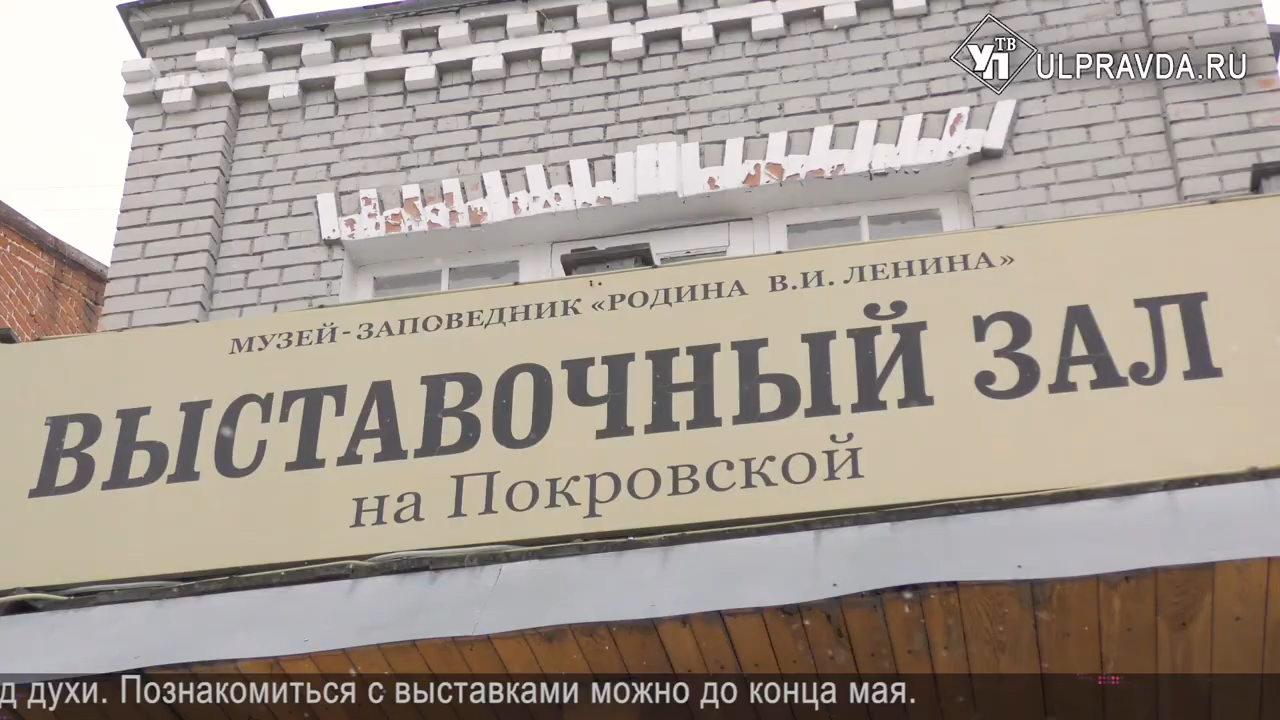 УП ТВ ULPRAVDA.RU
МУЗЕЙ-ЗАПОВЕДНИК «РОДИНА В.И. ЛЕНИНА»
ВЫСТАВОЧНЫЙ ЗАЛ
на Покровской
д духи. Познакомиться с выставками можно до конца мая.